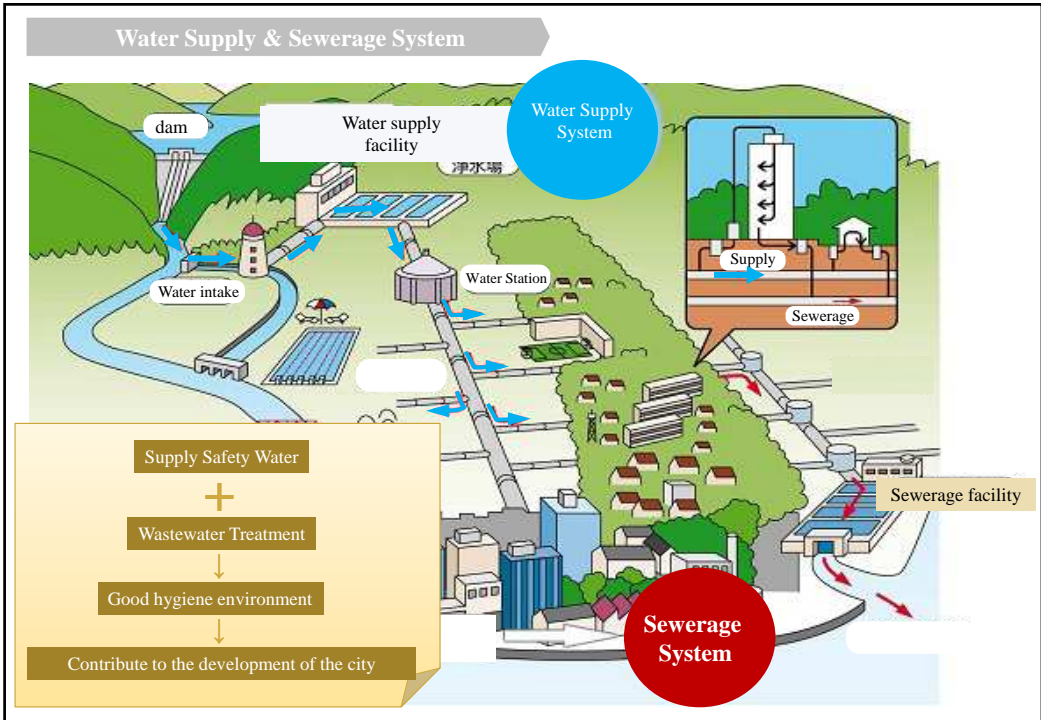 Water Supply & Sewerage System
dam
Water supply
facility
Water Supply
System
浄水場
Supply
Sewerage
Water Station
Water intake
Supply Safety Water
+
Wastewater Treatment
↓
Good hygiene environment
↓
Contribute to the development of the city
Sewerage facility
Sewerage
System